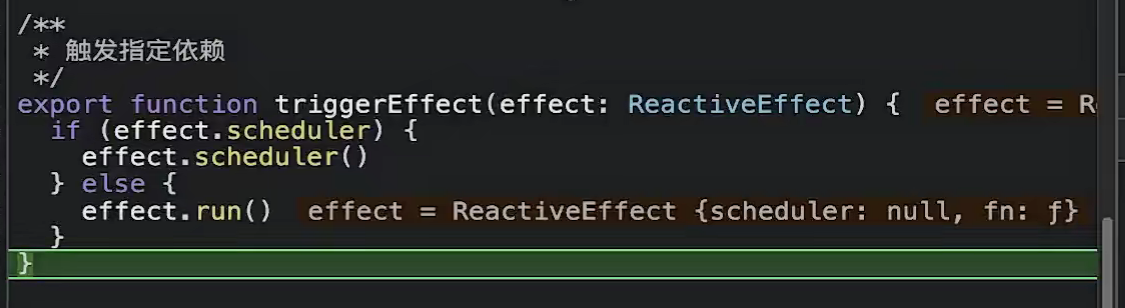 /**
 * 触发指定依赖
 */
export function triggerEffect(effect: ReactiveEffect) { effect = R
  if (effect.scheduler) {
    effect.scheduler()
  } else {
    effect.run() effect = ReactiveEffect {scheduler: null, fn: ƒ}
  }
}